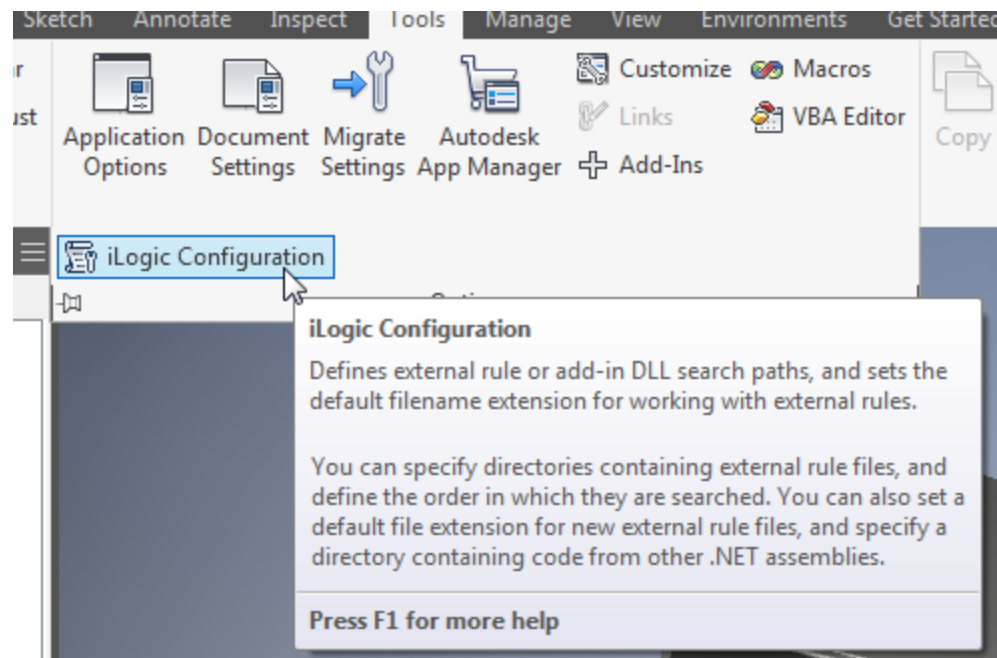 Sketch Annotate Inspect Tools Manage View Environments Get Started
Application Options
Document Settings
Migrate Settings
Autodesk App Manager
Customize
Links
Add-Ins
Macros
VBA Editor
Copy
iLogic Configuration
iLogic Configuration
Defines external rule or add-in DLL search paths, and sets the
default filename extension for working with external rules.
You can specify directories containing external rule files, and
define the order in which they are searched. You can also set a
default file extension for new external rule files, and specify a
directory containing code from other .NET assemblies.
Press F1 for more help